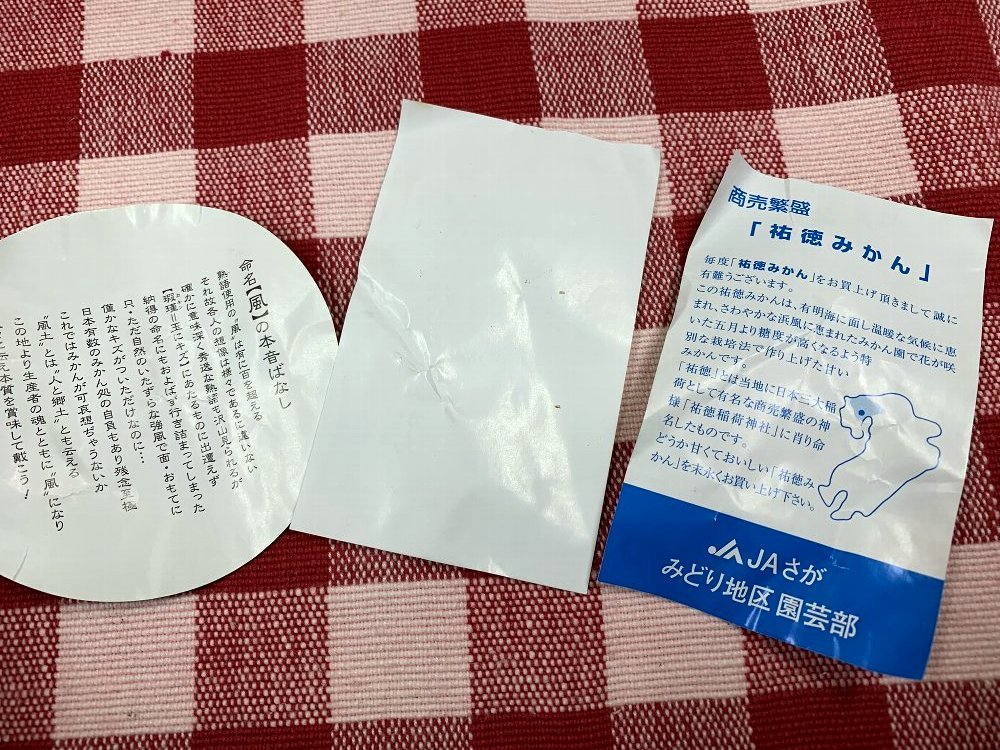 命名【風】の本音ばなし
熟語使用の〝風〟は有に百を超える
それ故各人の想像は様々であるに違いない
確かに意味深く秀逸な熟語も沢山見られるが
【瑕瑾＝玉にキズ】にあたるものに出遭えず
納得の命名にもおよばず行き詰まってしまった
只・ただ自然のいたずらな強風で面・おもてに
僅かなキズがついただけなのに…
日本有数のみかん処の自負もあり残念至極
これではみかんが可哀想ぢゃうないか
〝風土〟とは〝人と郷土〟とも云える
この地より生産者の魂とともに〝風〟になり
商売繁盛
「祐徳みかん」
毎度「祐徳みかん」をお買上げ頂きまして誠に
有難うございます。
この祐徳みかんは、有明海に面し温暖な気候に恵
まれ、さわやかな浜風に恵まれたみかん園で花が咲
いた五月より糖度が高くなるよう特
別な栽培法で作り上げた甘い
みかんです。
「祐徳」とは当地に日本三大稲
荷として有名な商売繁盛の神
様「祐徳稲荷神社」に肖り命
名したものです。
どうか甘くておいしい「祐徳み
かん」を末永くお買い上げ下さい。
JAさが
みどり地区 園芸部